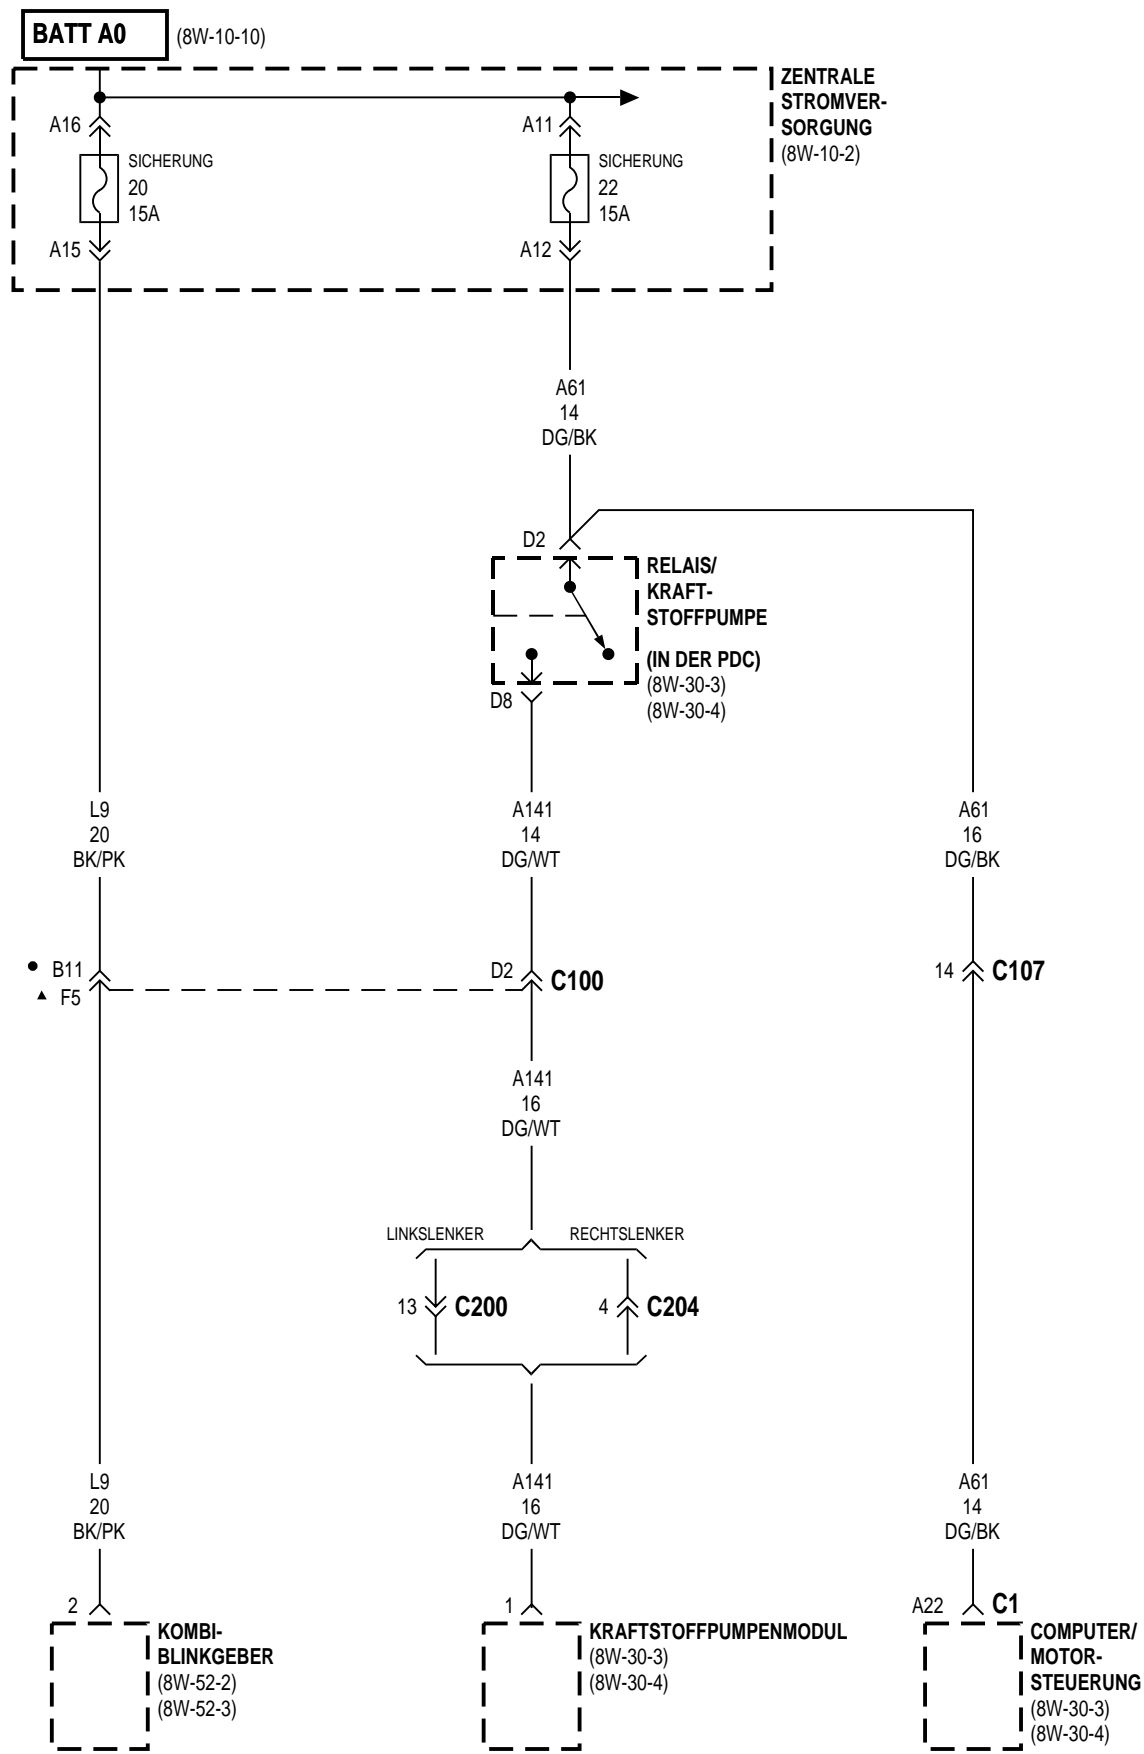 BATT A0 (8W-10-10)
ZENTRALE
STROMVER-
SORGUNG
(8W-10-2)
A16
SICHERUNG
20
15A
A15
A11
SICHERUNG
22
15A
A12
A61
14
DG/BK
D2
RELAIS/
KRAFT-
STOFFPUMPE
(IN DER PDC)
(8W-30-3)
(8W-30-4)
D8
L9
20
BK/PK
A141
14
DG/WT
A61
16
DG/BK
● B11
▲ F5
D2 C100
14 C107
A141
16
DG/WT
LINKSLENKER RECHTSLENKER
13 C200
4 C204
L9
20
BK/PK
A141
16
DG/WT
A61
14
DG/BK
2
KOMBI-
BLINKGEBER
(8W-52-2)
(8W-52-3)
1
KRAFTSTOFFPUMPENMODUL
(8W-30-3)
(8W-30-4)
A22 C1
COMPUTER/
MOTOR-
STEUERUNG
(8W-30-3)
(8W-30-4)